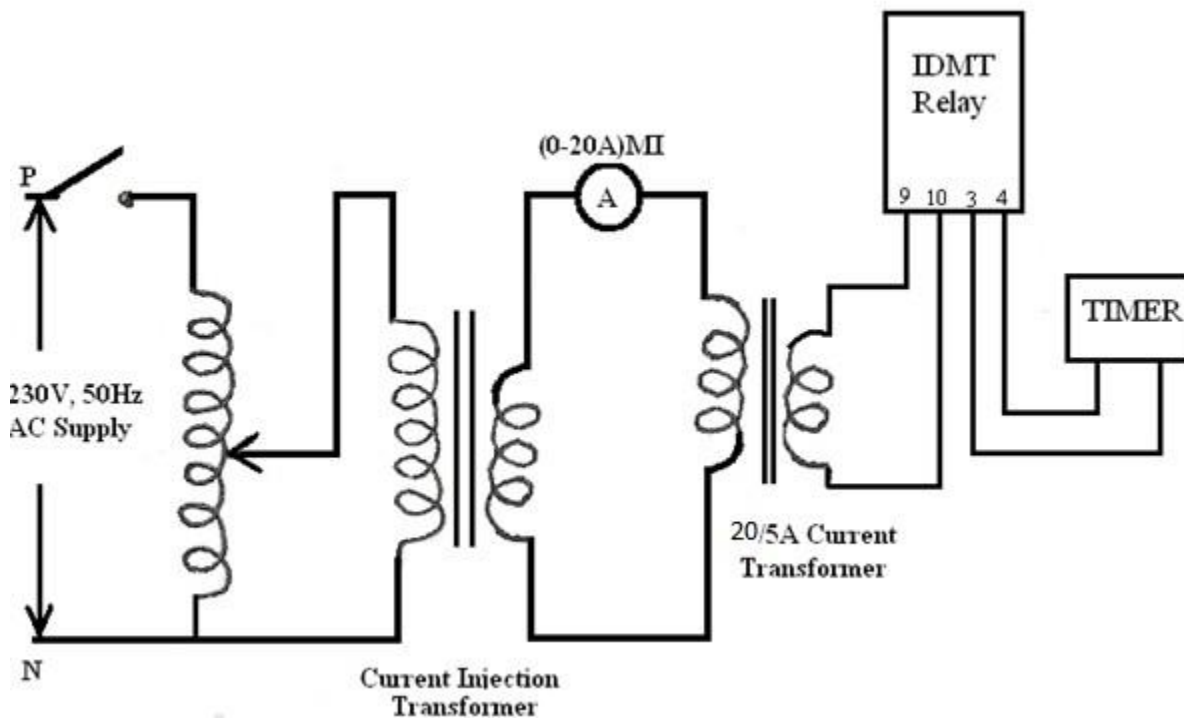 IDMT
Relay
(0-20A)MI
P
A
9 10 3 4
TIMER
230V, 50Hz
AC Supply
20/5A Current
Transformer
N
Current Injection
Transformer